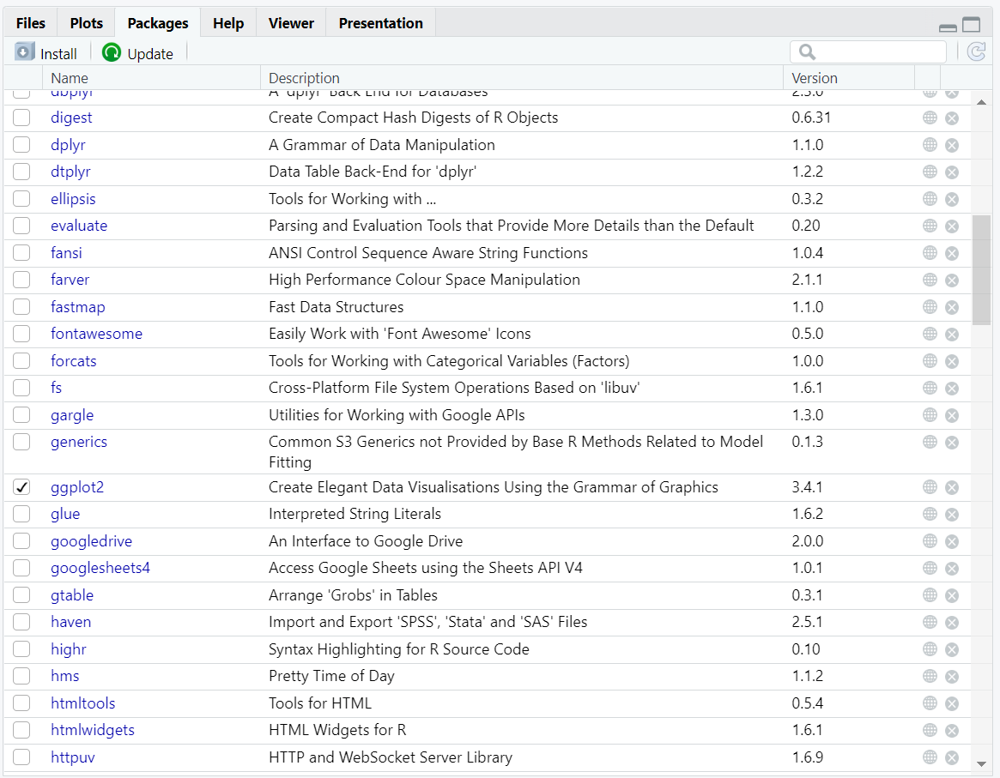 Files Plots Packages Help Viewer Presentation
Install Update
Name Description Version
dbplyr A 'dplyr' Back End for Databases 2.3.0
digest Create Compact Hash Digests of R Objects 0.6.31
dplyr A Grammar of Data Manipulation 1.1.0
dtplyr Data Table Back-End for 'dplyr' 1.2.2
ellipsis Tools for Working with ... 0.3.2
evaluate Parsing and Evaluation Tools that Provide More Details than the Default 0.20
fansi ANSI Control Sequence Aware String Functions 1.0.4
farver High Performance Colour Space Manipulation 2.1.1
fastmap Fast Data Structures 1.1.0
fontawesome Easily Work with 'Font Awesome' Icons 0.5.0
forcats Tools for Working with Categorical Variables (Factors) 1.0.0
fs Cross-Platform File System Operations Based on 'libuv' 1.6.1
gargle Utilities for Working with Google APIs 1.3.0
generics Common S3 Generics not Provided by Base R Methods Related to Model 0.1.3
Fitting
ggplot2 Create Elegant Data Visualisations Using the Grammar of Graphics 3.4.1
glue Interpreted String Literals 1.6.2
googledrive An Interface to Google Drive 2.0.0
googlesheets4 Access Google Sheets using the Sheets API V4 1.0.1
gtable Arrange 'Grobs' in Tables 0.3.1
haven Import and Export 'SPSS', 'Stata' and 'SAS' Files 2.5.1
highr Syntax Highlighting for R Source Code 0.10
hms Pretty Time of Day 1.1.2
htmltools Tools for HTML 0.5.4
htmlwidgets HTML Widgets for R 1.6.1
httpuv HTTP and WebSocket Server Library 1.6.9